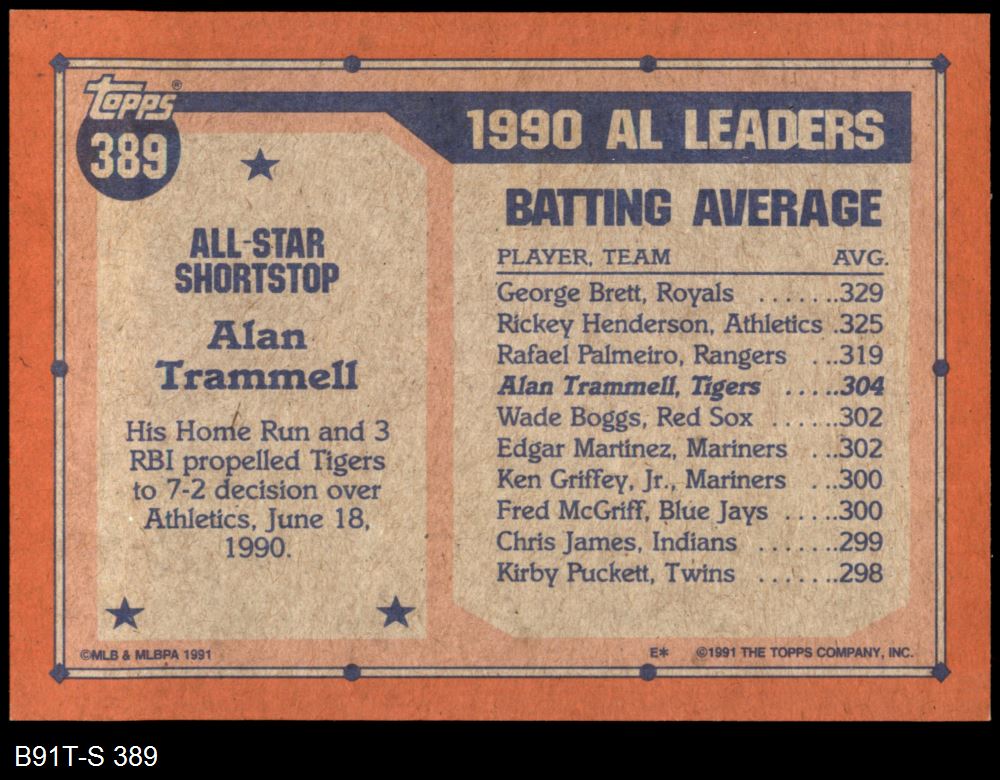 Topps®
389
ALL-STAR
SHORTSTOP
Alan
Trammell
His Home Run and 3
RBI propelled Tigers
to 7-2 decision over
Athletics, June 18,
1990.
1990 AL LEADERS
BATTING AVERAGE
PLAYER, TEAM AVG.
George Brett, Royals .......329
Rickey Henderson, Athletics .325
Rafael Palmeiro, Rangers ...319
Alan Trammell, Tigers .....304
Wade Boggs, Red Sox ......302
Edgar Martinez, Mariners ...302
Ken Griffey, Jr., Mariners ...300
Fred McGriff, Blue Jays .....300
Chris James, Indians .......299
Kirby Puckett, Twins .......298
©MLB & MLBPA 1991
E* ©1991 THE TOPPS COMPANY, INC.
B91T-S 389